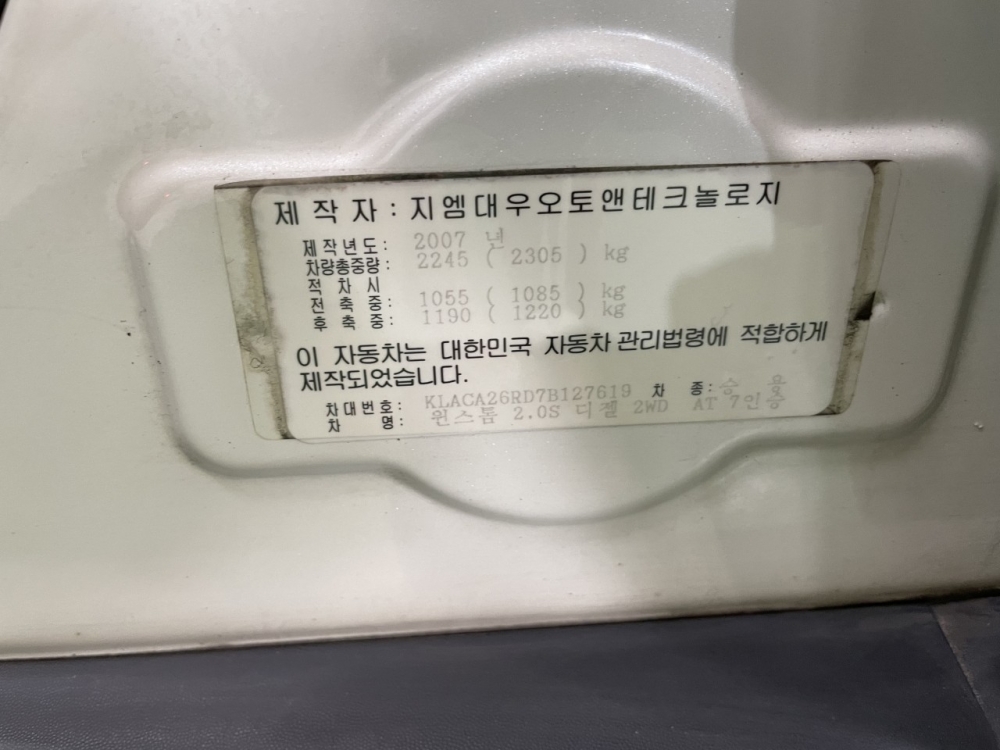 제작자 : 지엠대우오토앤테크놀로지
제작년도: 2007 년
차량총중량: 2245 ( 2305 ) kg
적 차 시
전 축 중: 1055 ( 1085 ) kg
후 축 중: 1190 ( 1220 ) kg
이 자동차는 대한민국 자동차관리법령에 적합하게
제작되었습니다.
차대번호: KLACA26RD7B127619 차 종: 승 용
차 명: 윈스톰 2.0S 디젤 2WD AT 7인승